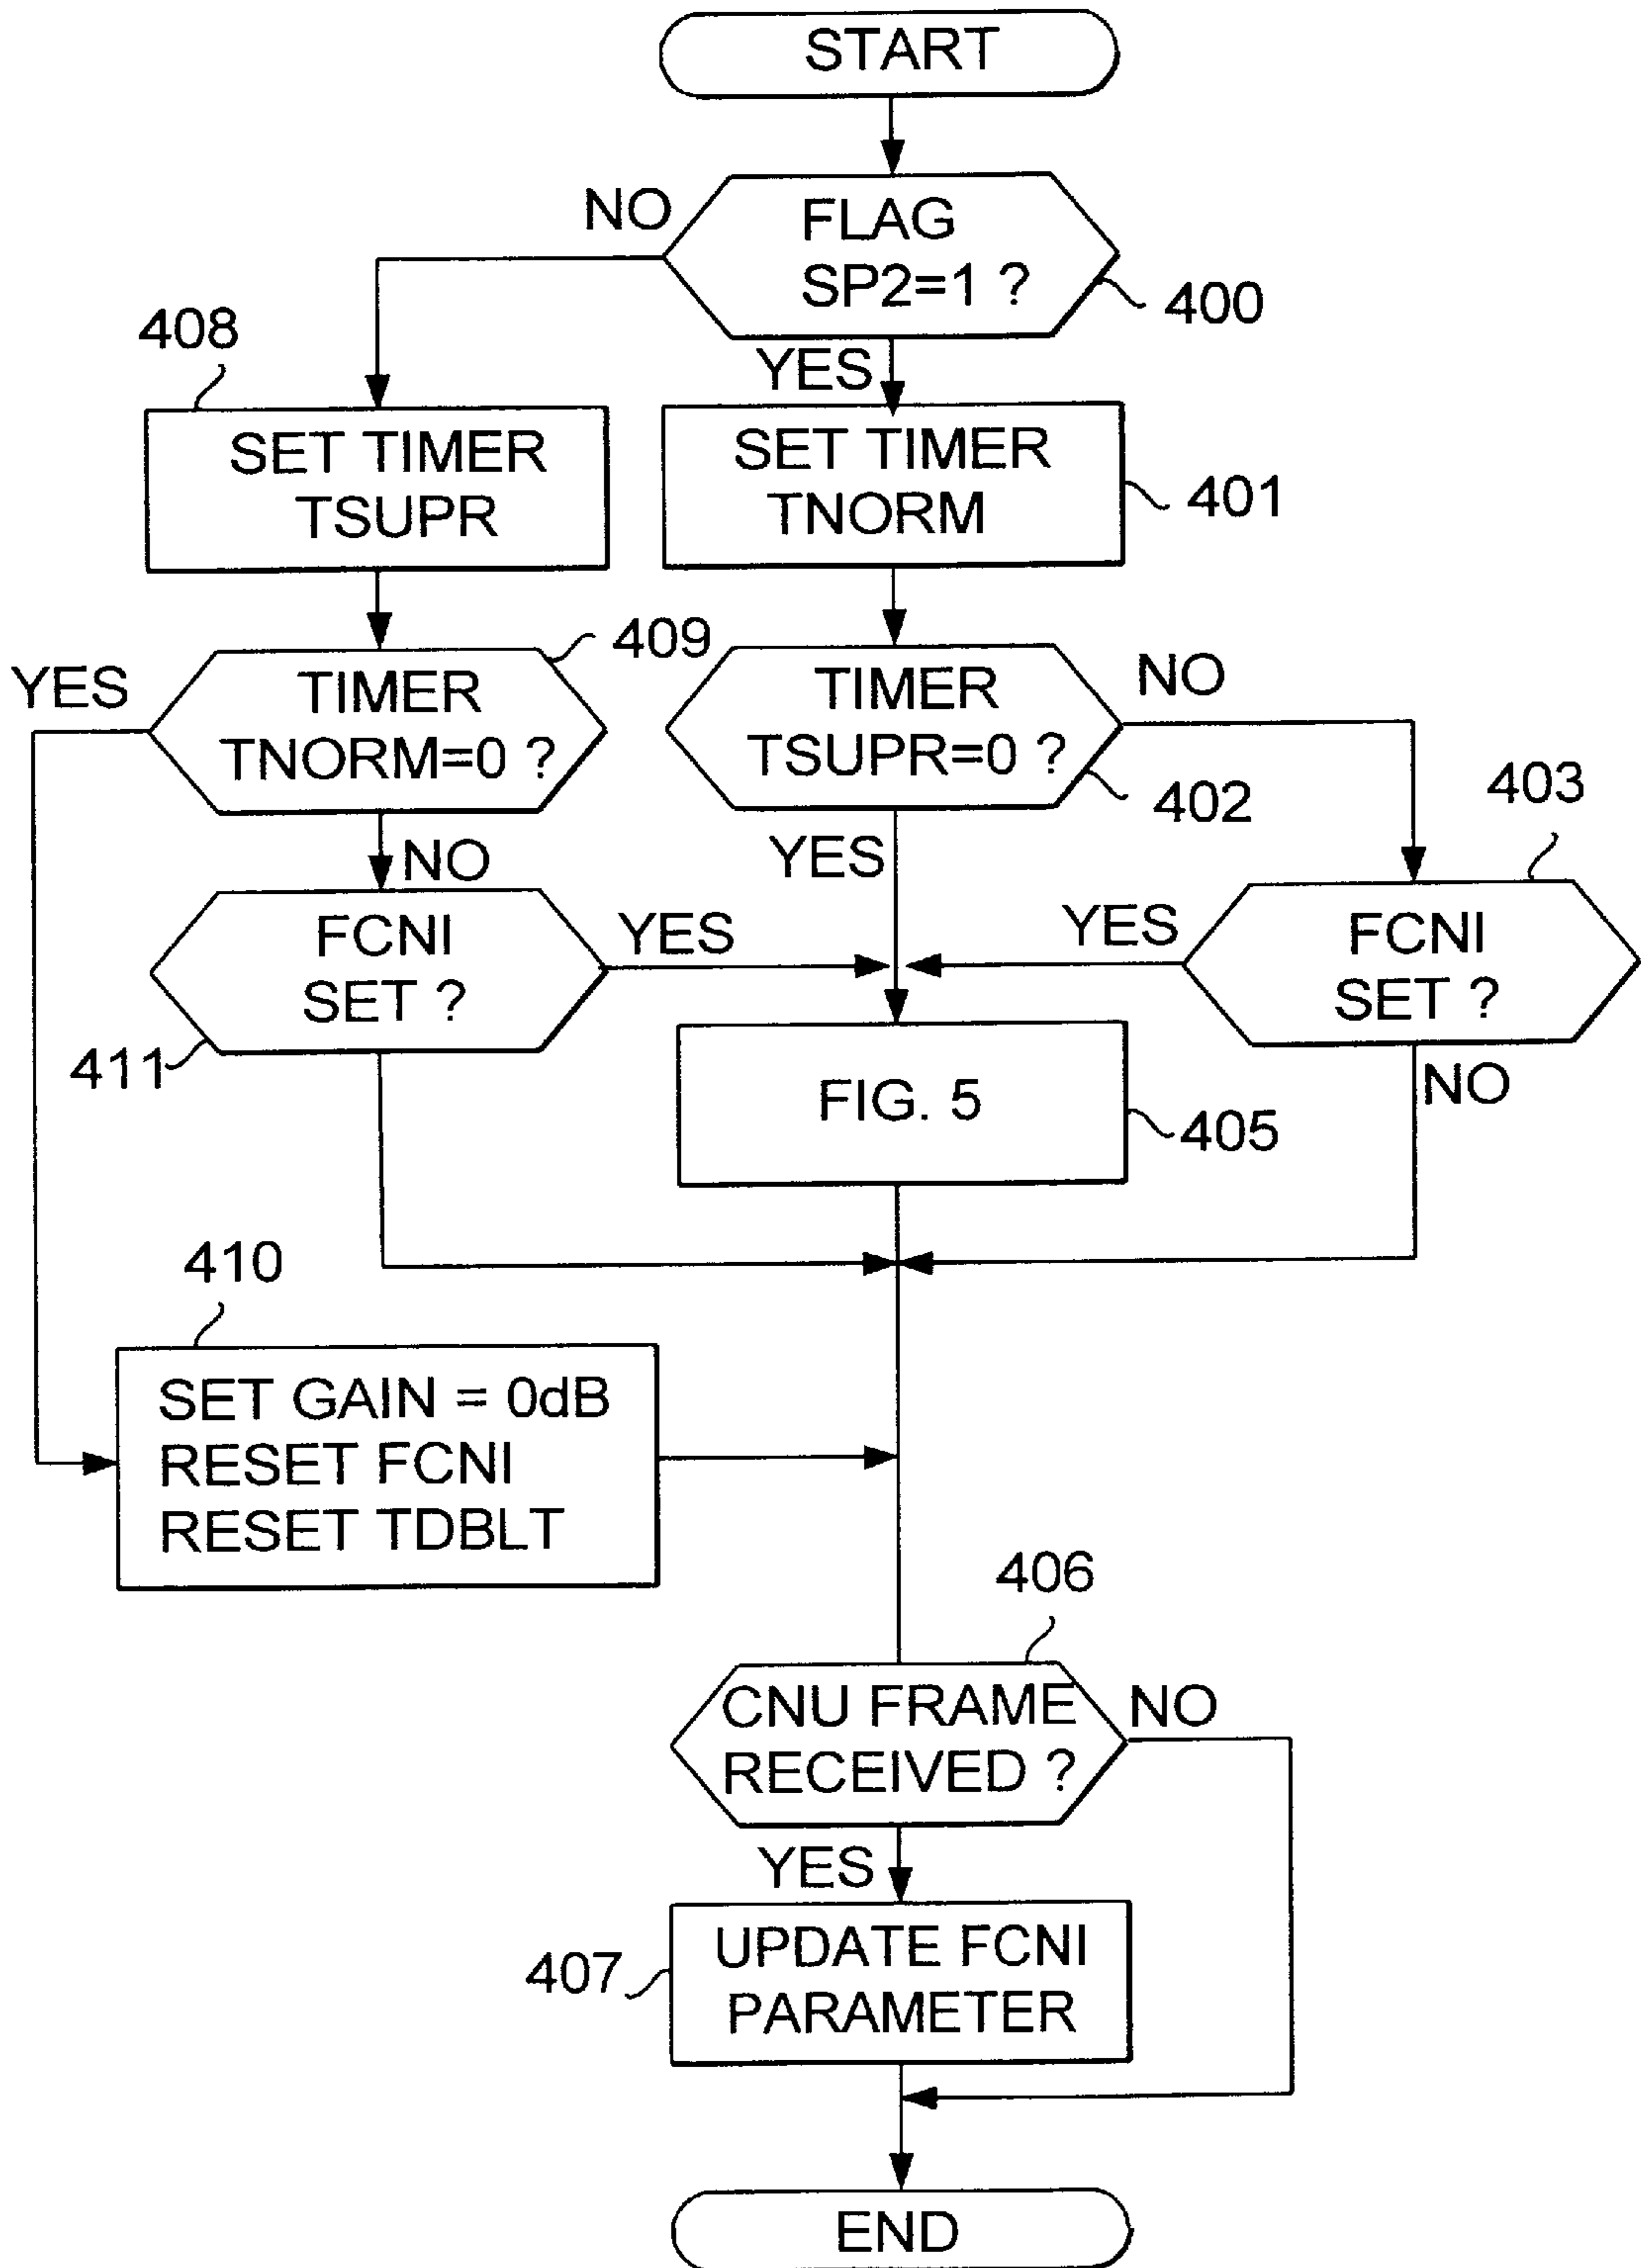 START
NO
FLAG
SP2=1 ?
400
408
YES
SET TIMER
TSUPR
SET TIMER
TNORM
401
409
YES
TIMER
TNORM=0 ?
TIMER
TSUPR=0 ?
NO
402
403
NO
YES
FCNI
SET ?
YES
YES
FCNI
SET ?
411
FIG. 5
NO
405
410
SET GAIN = 0dB
RESET FCNI
RESET TDBLT
406
CNU FRAME
RECEIVED ?
NO
YES
407
UPDATE FCNI
PARAMETER
END